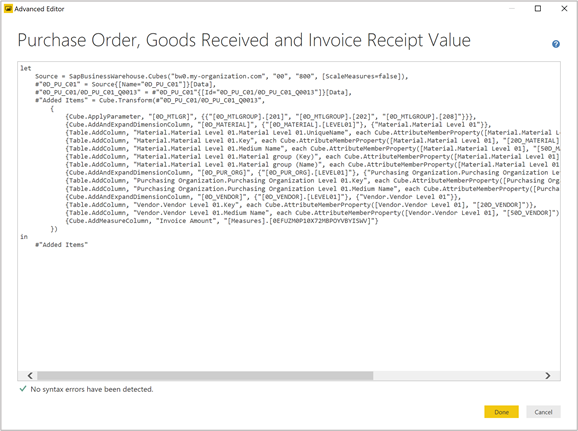 Advanced Editor
Purchase Order, Goods Received and Invoice Receipt Value
let
Source = SapBusinessWarehouse.Cubes("bw0.my-organization.com", "00", "800", [ScaleMeasures=false]),
#"0D_PU_C01" = Source{[Name="0D_PU_C01"]}[Data],
#"0D_PU_C01/0D_PU_C01_Q0013" = #"0D_PU_C01"{[Id="0D_PU_C01/0D_PU_C01_Q0013"]}[Data],
#"Added Items" = Cube.Transform(#"0D_PU_C01/0D_PU_C01_Q0013",
{
{Cube.ApplyParameter, "[0D_MTLGR]", {{"[0D_MTLGROUP].[201]", "[0D_MTLGROUP].[202]", "[0D_MTLGROUP].[208]"}}},
{Cube.AddAndExpandDimensionColumn, "[0D_MATERIAL]", {"[0D_MATERIAL].[LEVEL01]"}, {"Material.Material Level 01"}},
{Table.AddColumn, "Material.Material Level 01.Material Level 01.UniqueName", each Cube.AttributeMemberProperty([Material.Material L
{Table.AddColumn, "Material.Material Level 01.Key", each Cube.AttributeMemberProperty([Material.Material Level 01], "[20D_MATERIAL]
{Table.AddColumn, "Material.Material Level 01.Medium Name", each Cube.AttributeMemberProperty([Material.Material Level 01], "[50D_M
{Table.AddColumn, "Material.Material Level 01.Material group (Key)", each Cube.AttributeMemberProperty([Material.Material Level 01]
{Table.AddColumn, "Material.Material Level 01.Material group (Name)", each Cube.AttributeMemberProperty([Material.Material Level 01
{Cube.AddAndExpandDimensionColumn, "[0D_PUR_ORG]", {"[0D_PUR_ORG].[LEVEL01]"}, {"Purchasing Organization.Purchasing Organization Le
{Table.AddColumn, "Purchasing Organization.Purchasing Organization Level 01.Key", each Cube.AttributeMemberProperty([Purchasing Org
{Table.AddColumn, "Purchasing Organization.Purchasing Organization Level 01.Medium Name", each Cube.AttributeMemberProperty([Purcha
{Cube.AddAndExpandDimensionColumn, "[0D_VENDOR]", {"[0D_VENDOR].[LEVEL01]"}, {"Vendor.Vendor Level 01"}},
{Table.AddColumn, "Vendor.Vendor Level 01.Key", each Cube.AttributeMemberProperty([Vendor.Vendor Level 01], "[20D_VENDOR]")},
{Table.AddColumn, "Vendor.Vendor Level 01.Medium Name", each Cube.AttributeMemberProperty([Vendor.Vendor Level 01], "[50D_VENDOR]")
{Cube.AddMeasureColumn, "Invoice Amount", "[Measures].[0EFUZM0P10X72MBPOYVBYISWV]"}
})
in
#"Added Items"
No syntax errors have been detected.
Done
Cancel